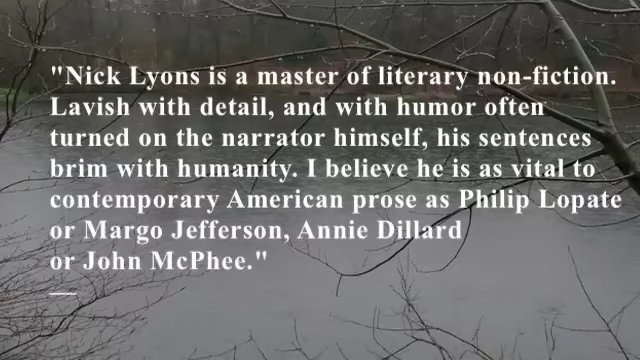 "Nick Lyons is a master of literary non-fiction.
Lavish with detail, and with humor often
turned on the narrator himself, his sentences
brim with humanity. I believe he is as vital to
contemporary American prose as Philip Lopate
or Margo Jefferson, Annie Dillard
or John McPhee."
—